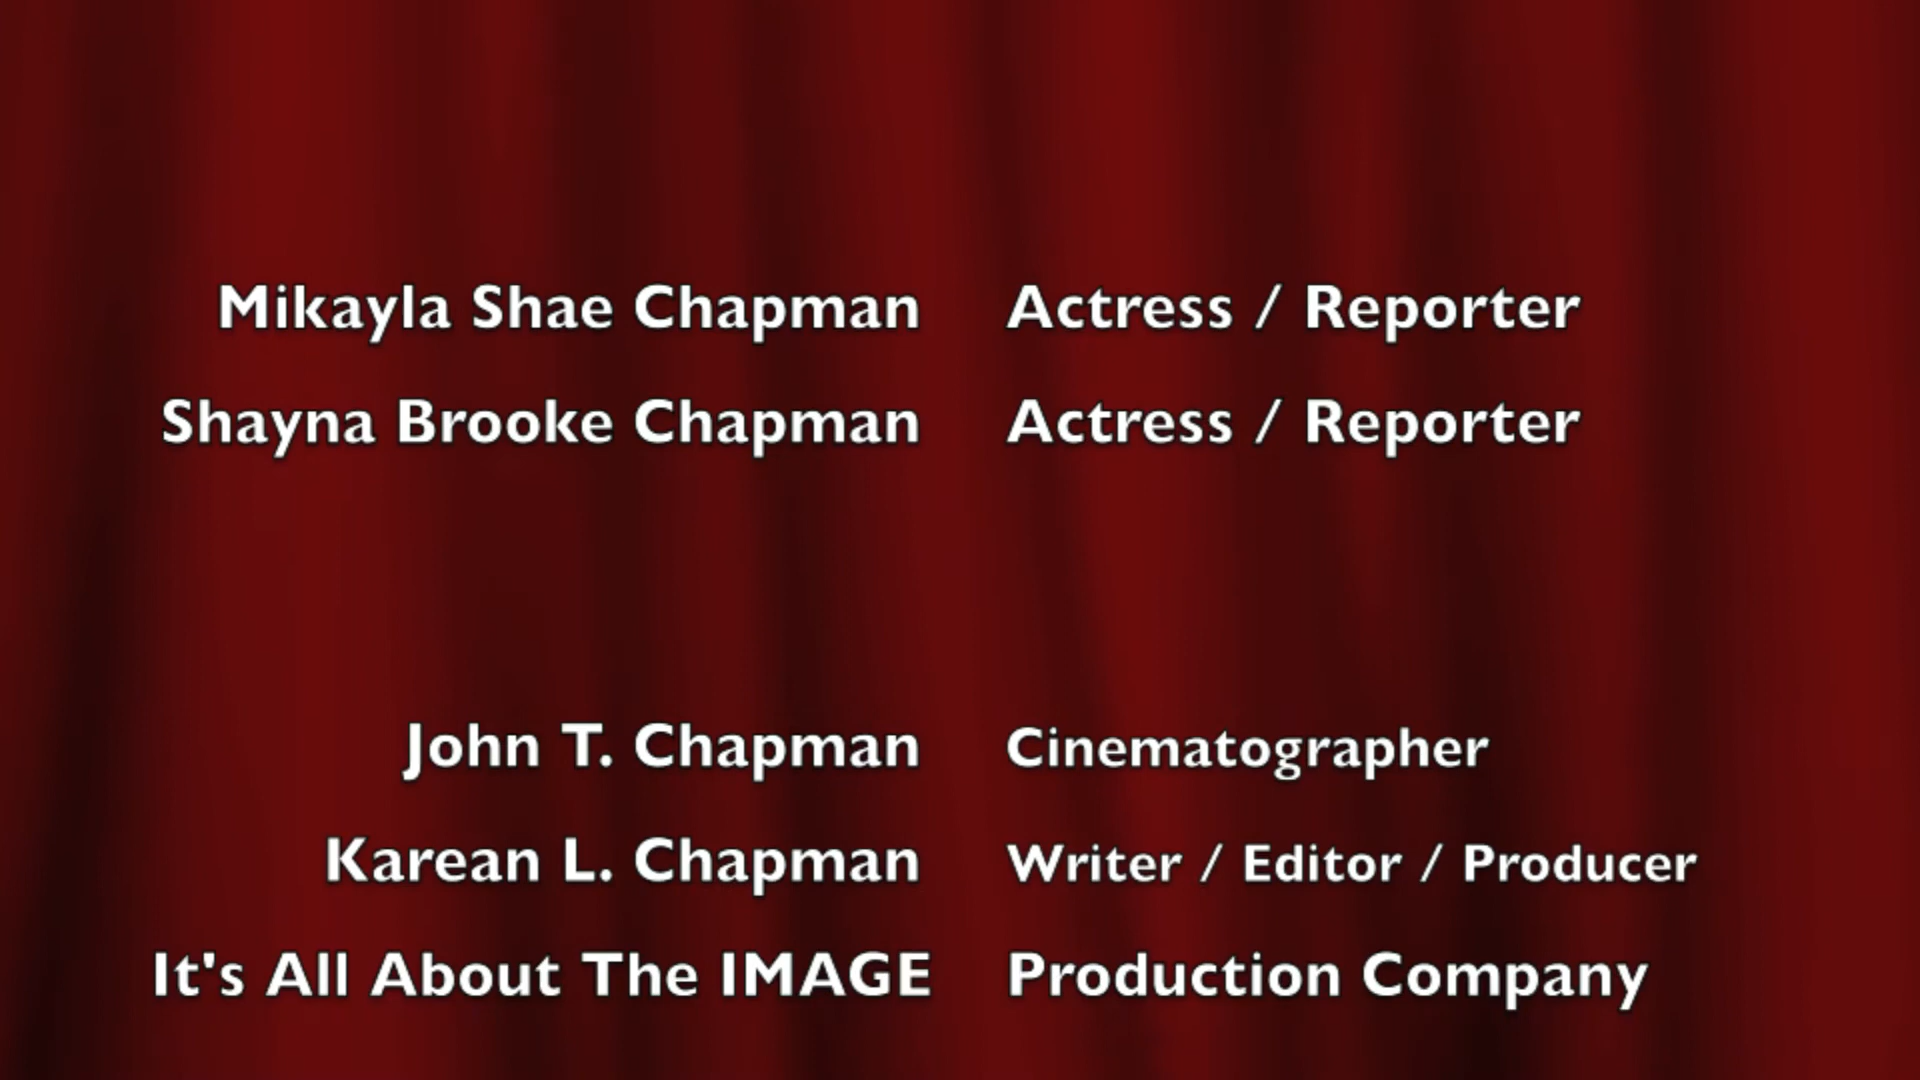 Mikayla Shae Chapman Actress / Reporter
Shayna Brooke Chapman Actress / Reporter
John T. Chapman Cinematographer
Karean L. Chapman Writer / Editor / Producer
It's All About The IMAGE Production Company